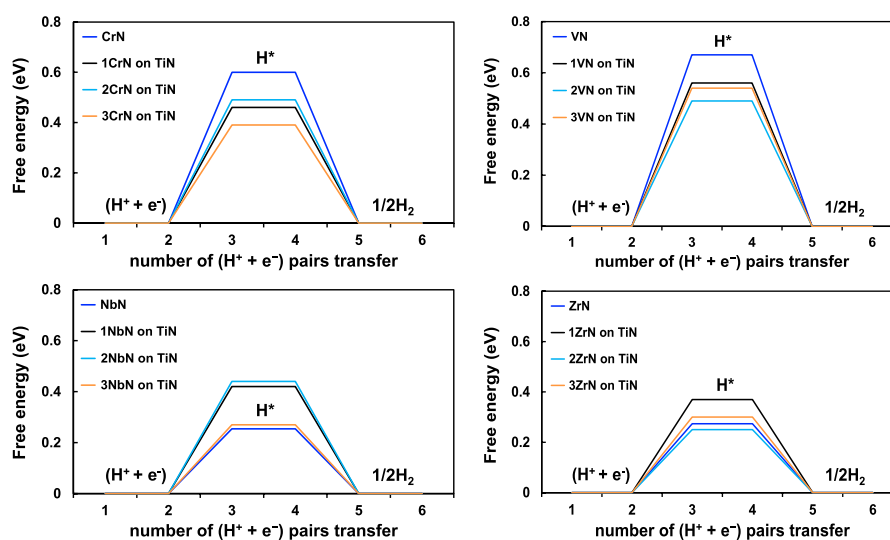 0.8
0.6
0.4
0.2
0
Free energy (eV)
CrN
1CrN on TiN
2CrN on TiN
3CrN on TiN
H*
(H⁺ + e⁻)
1/2H₂
1 2 3 4 5 6
number of (H⁺ + e⁻) pairs transfer
0.8
0.6
0.4
0.2
0
Free energy (eV)
VN
1VN on TiN
2VN on TiN
3VN on TiN
H*
(H⁺ + e⁻)
1/2H₂
1 2 3 4 5 6
number of (H⁺ + e⁻) pairs transfer
0.8
0.6
0.4
0.2
0
Free energy (eV)
NbN
1NbN on TiN
2NbN on TiN
3NbN on TiN
H*
(H⁺ + e⁻)
1/2H₂
1 2 3 4 5 6
number of (H⁺ + e⁻) pairs transfer
0.8
0.6
0.4
0.2
0
Free energy (eV)
ZrN
1ZrN on TiN
2ZrN on TiN
3ZrN on TiN
H*
(H⁺ + e⁻)
1/2H₂
1 2 3 4 5 6
number of (H⁺ + e⁻) pairs transfer